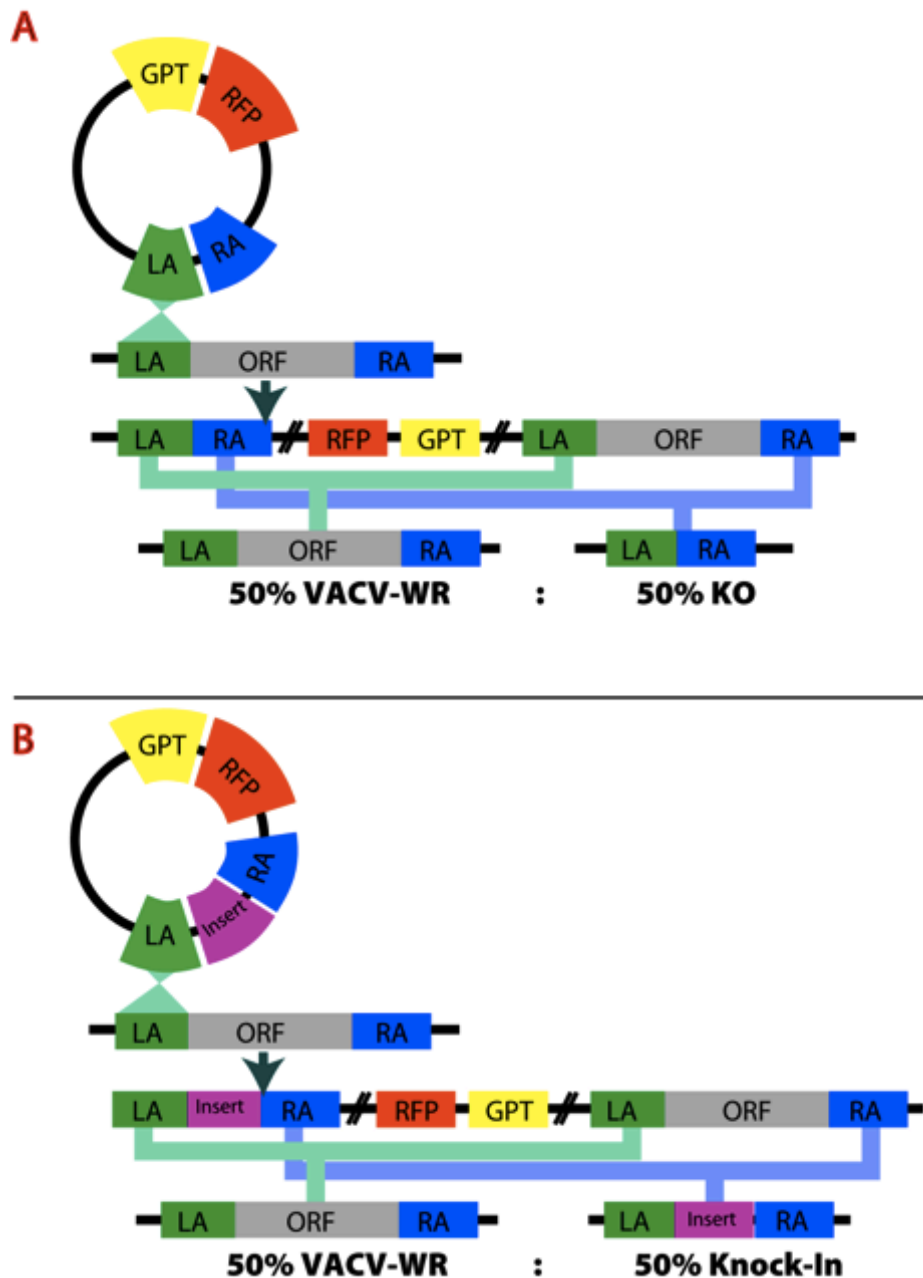 A
GPT
RFP
LA
RA
LA ORF RA
LA RA RFP GPT LA ORF RA
LA ORF RA LA RA
50% VACV-WR : 50% KO
B
GPT
RFP
RA
Insert
LA
LA ORF RA
LA Insert RA RFP GPT LA ORF RA
LA ORF RA LA Insert RA
50% VACV-WR : 50% Knock-In